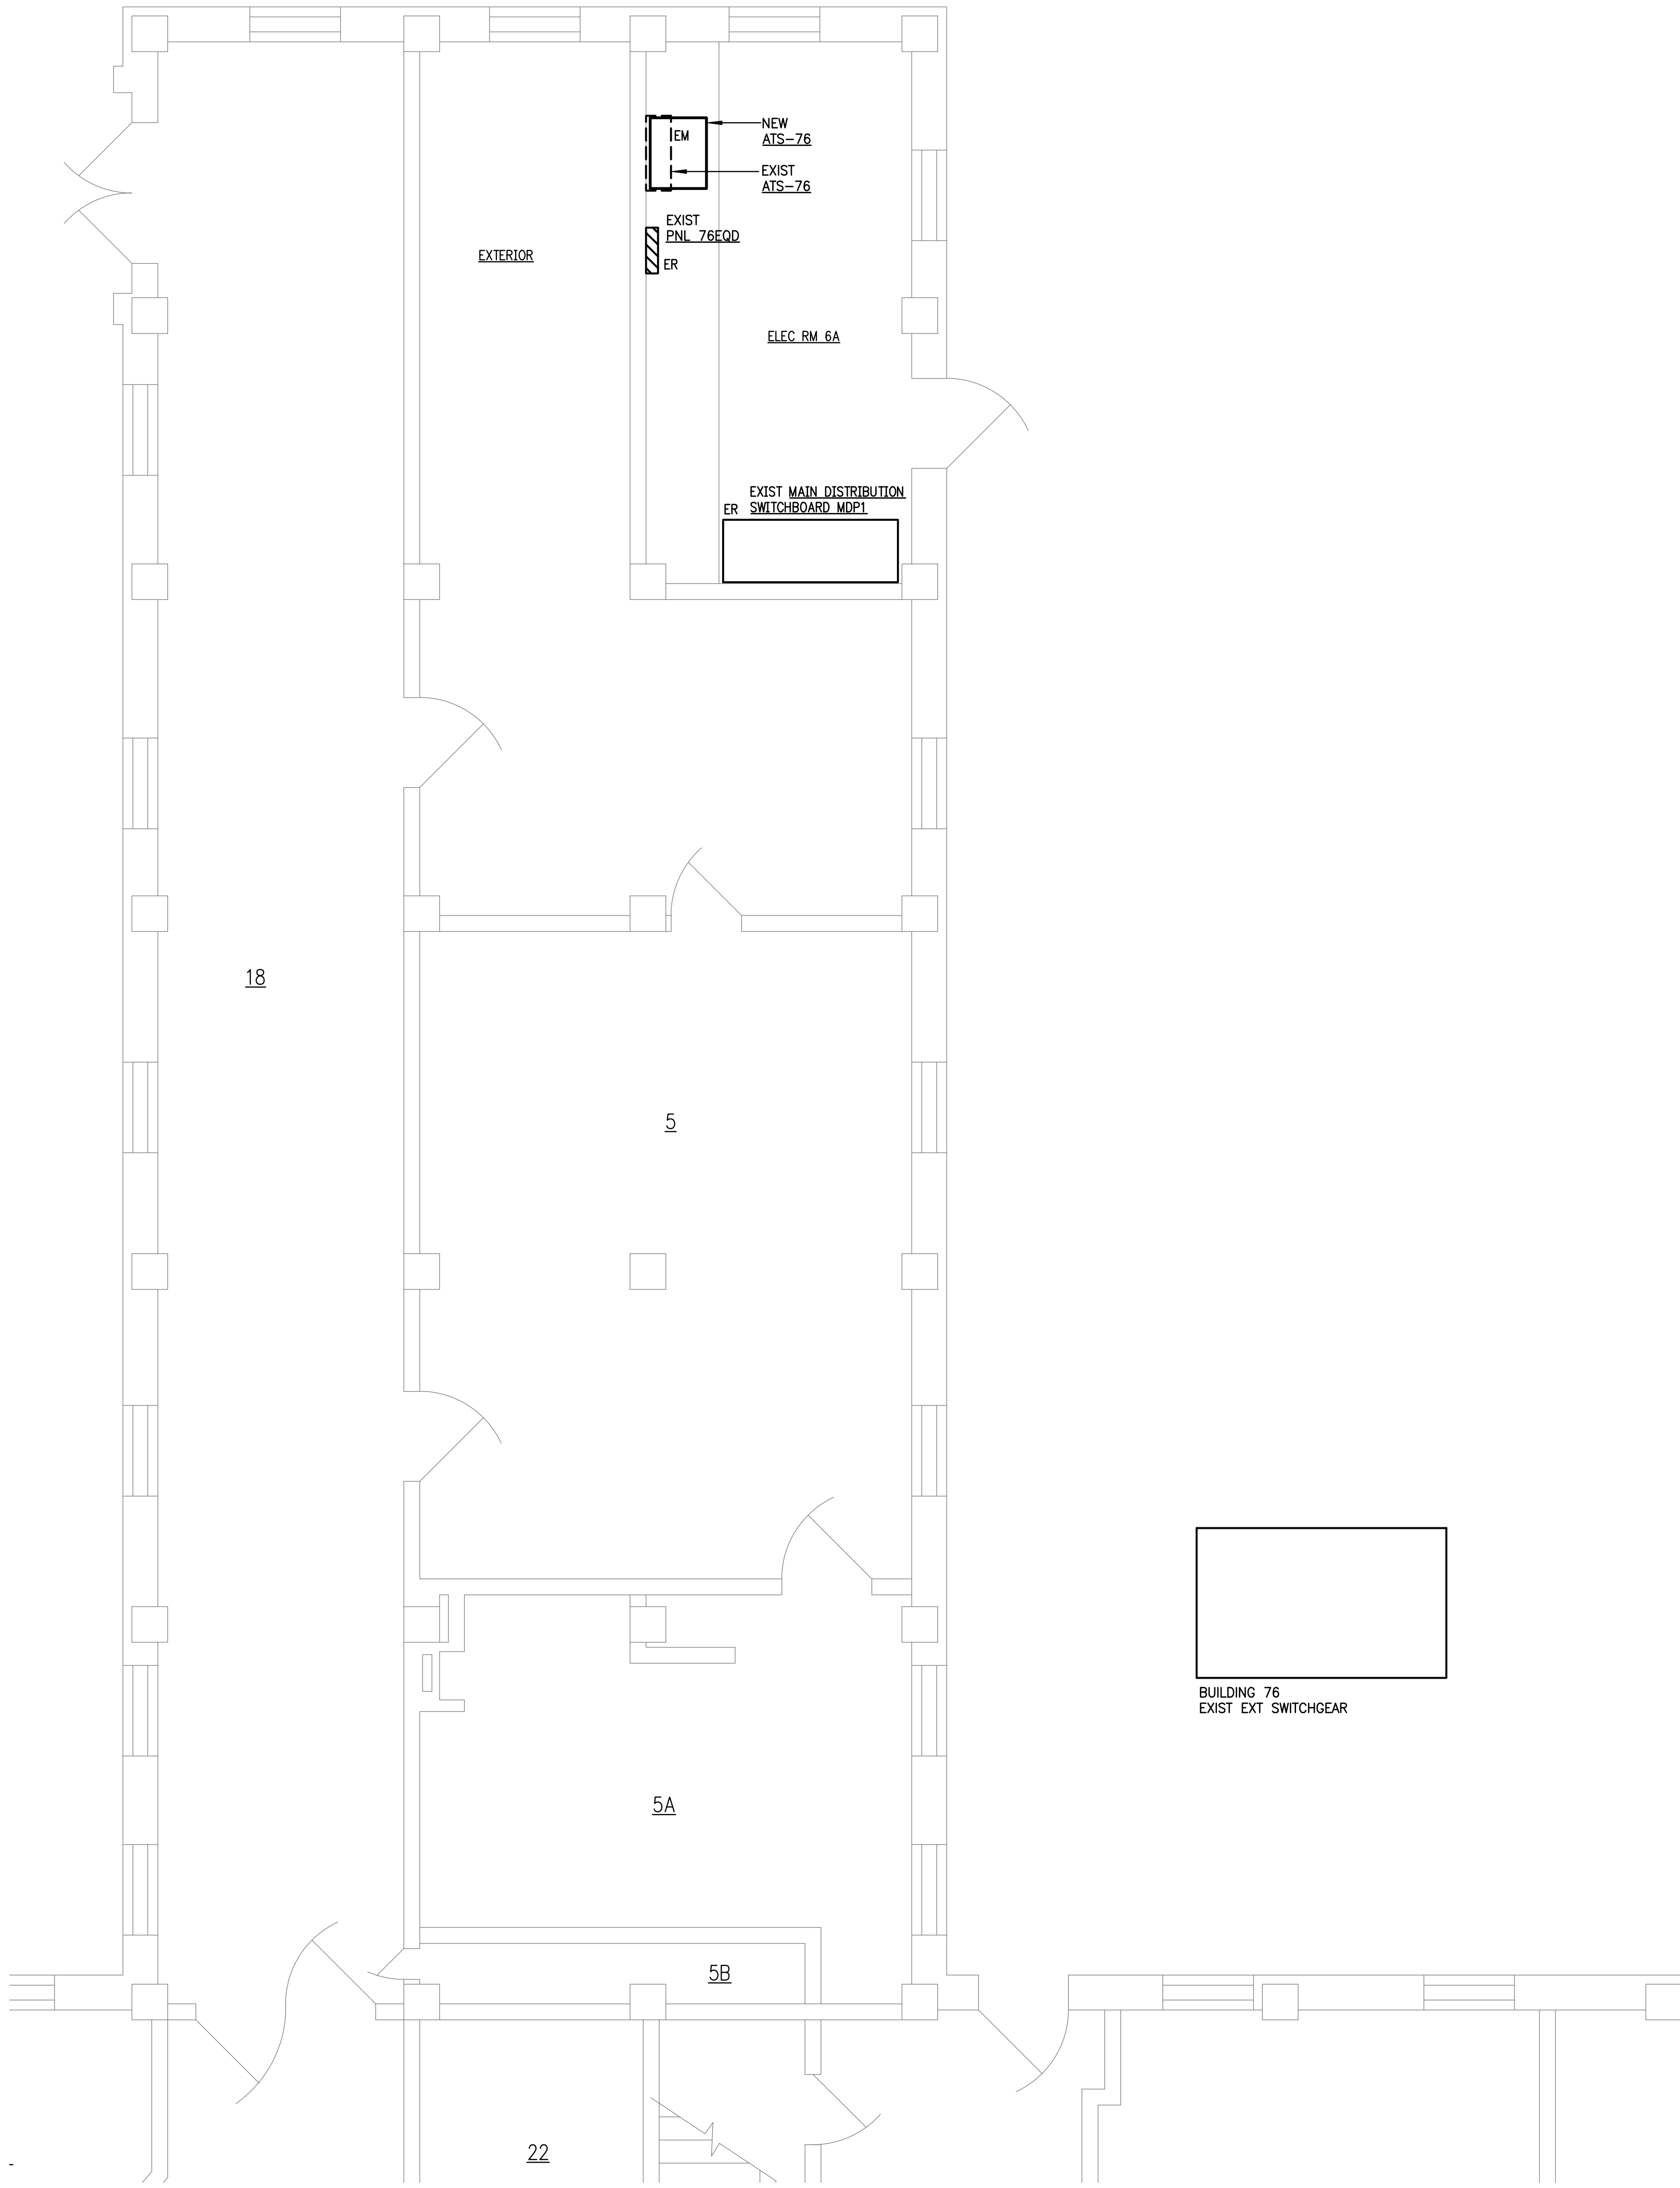 NEW
ATS-76
EM
EXIST
ATS-76
EXIST
PNL 76EQD
ER
EXTERIOR
ELEC RM 6A
EXIST MAIN DISTRIBUTION
ER SWITCHBOARD MDP1
18
5
BUILDING 76
EXIST EXT SWITCHGEAR
5A
5B
22